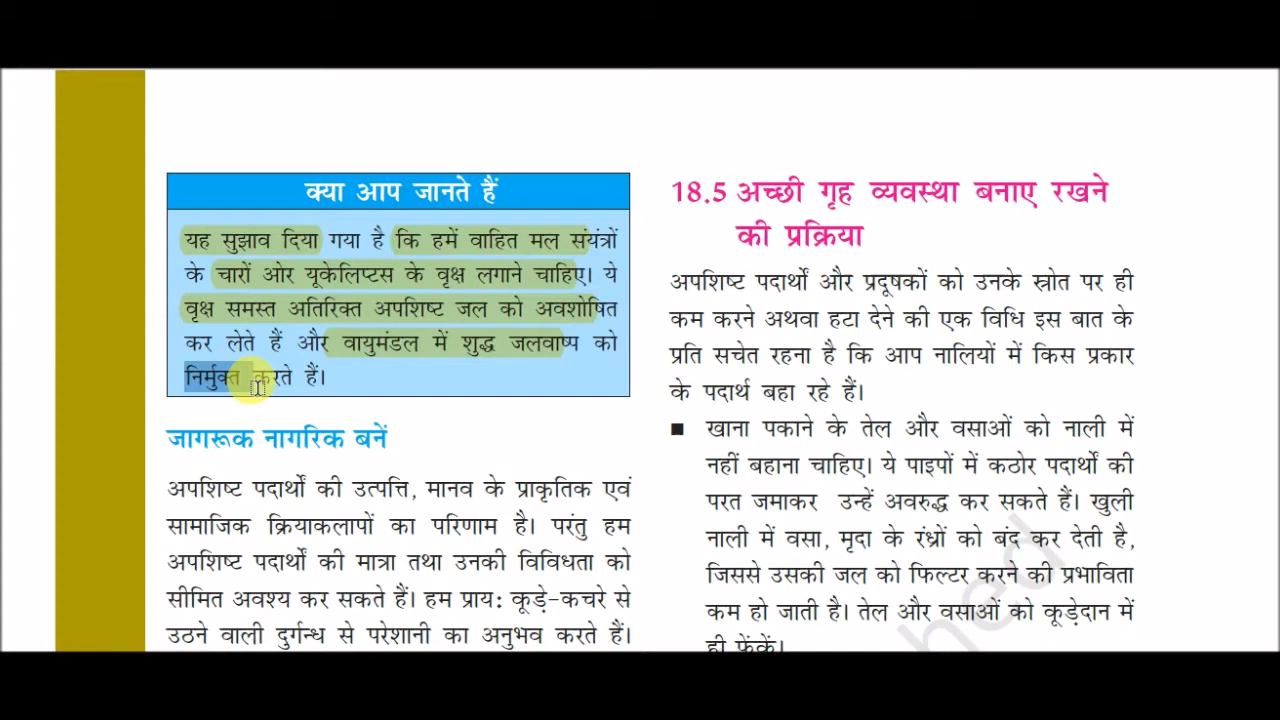 क्या आप जानते हैं
यह सुझाव दिया गया है कि हमें वाहित मल संयंत्रों
के चारों ओर यूकेलिप्टस के वृक्ष लगाने चाहिए। ये
वृक्ष समस्त अतिरिक्त अपशिष्ट जल को अवशोषित
कर लेते हैं और वायुमंडल में शुद्ध जलवाष्प को
निर्मुक्त करते हैं।
जागरूक नागरिक बनें
अपशिष्ट पदार्थों की उत्पत्ति, मानव के प्राकृतिक एवं
सामाजिक क्रियाकलापों का परिणाम है। परंतु हम
अपशिष्ट पदार्थों की मात्रा तथा उनकी विविधता को
सीमित अवश्य कर सकते हैं। हम प्राय: कूड़े-कचरे से
उठने वाली दुर्गन्ध से परेशानी का अनुभव करते हैं।
18.5 अच्छी गृह व्यवस्था बनाए रखने
की प्रक्रिया
अपशिष्ट पदार्थों और प्रदूषकों को उनके स्रोत पर ही
कम करने अथवा हटा देने की एक विधि इस बात के
प्रति सचेत रहना है कि आप नालियों में किस प्रकार
के पदार्थ बहा रहे हैं।
■ खाना पकाने के तेल और वसाओं को नाली में
नहीं बहाना चाहिए। ये पाइपों में कठोर पदार्थों की
परत जमाकर उन्हें अवरुद्ध कर सकते हैं। खुली
नाली में वसा, मृदा के रंध्रों को बंद कर देती है,
जिससे उसकी जल को फिल्टर करने की प्रभाविता
कम हो जाती है। तेल और वसाओं को कूड़ेदान में
ही फेंकें।
hed